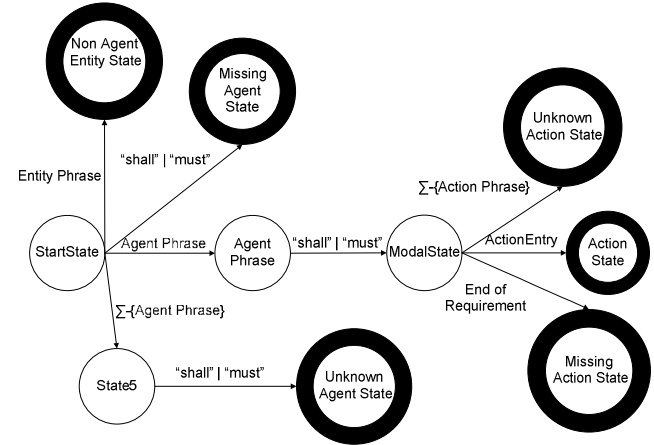 Non Agent
Entity State
Missing
Agent
State
Unknown
Action State
“shall” | “must”
Entity Phrase
∑-{Action Phrase}
StartState
Agent Phrase
Agent
Phrase
“shall” | “must”
ModalState
ActionEntry
Action
State
End of
Requirement
∑-{Agent Phrase}
State5
“shall” | “must”
Unknown
Agent State
Missing
Action State